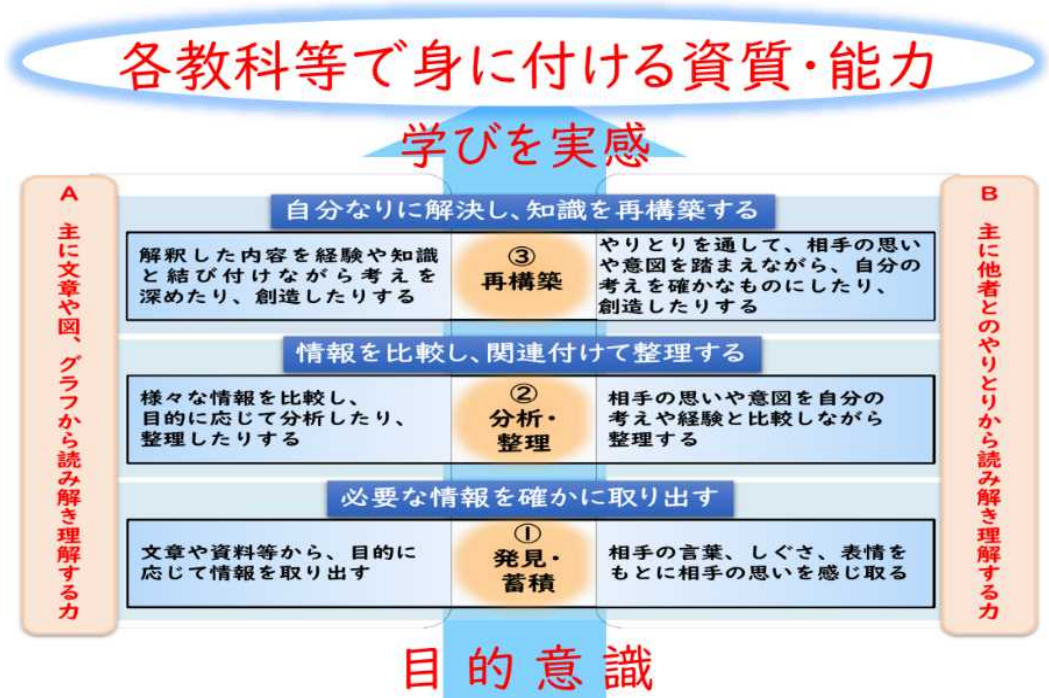 各教科等で身に付ける資質・能力
学びを実感
A 主に文章や図、グラフから読み解き理解する力
自分なりに解決し、知識を再構築する
解釈した内容を経験や知識
と結び付けながら考えを
深めたり、創造したりする
③
再構築
やりとりを通して、相手の思い
や意図を踏まえながら、自分の
考えを確かなものにしたり、
創造したりする
情報を比較し、関連付けて整理する
様々な情報を比較し、
目的に応じて分析したり、
整理したりする
②
分析・
整理
相手の思いや意図を自分の
考えや経験と比較しながら
整理する
必要な情報を確かに取り出す
文章や資料等から、目的に
応じて情報を取り出す
①
発見・
蓄積
相手の言葉、しぐさ、表情を
もとに相手の思いを感じ取る
B 主に他者とのやりとりから読み解き理解する力
目的意識